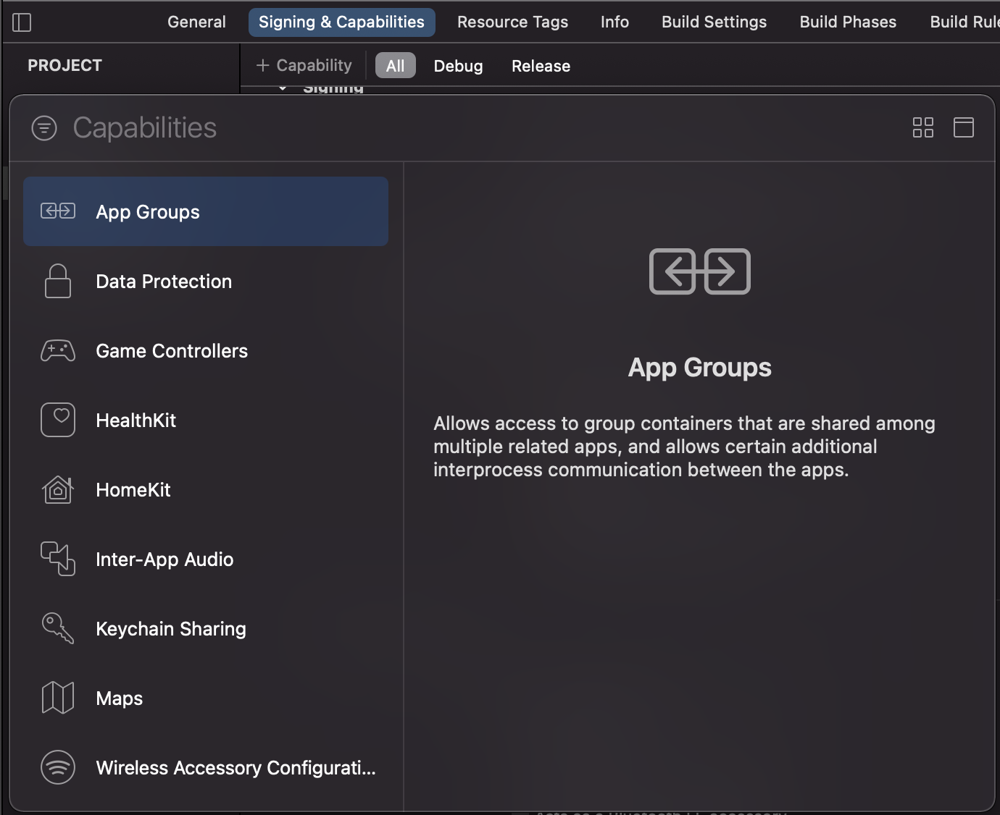 General Signing & Capabilities Resource Tags Info Build Settings Build Phases
PROJECT
+ Capability All Debug Release
Signing
Capabilities
App Groups
Data Protection
Game Controllers
HealthKit
HomeKit
Inter-App Audio
Keychain Sharing
Maps
Wireless Accessory Configurati...
App Groups
Allows access to group containers that are shared among
multiple related apps, and allows certain additional
interprocess communication between the apps.